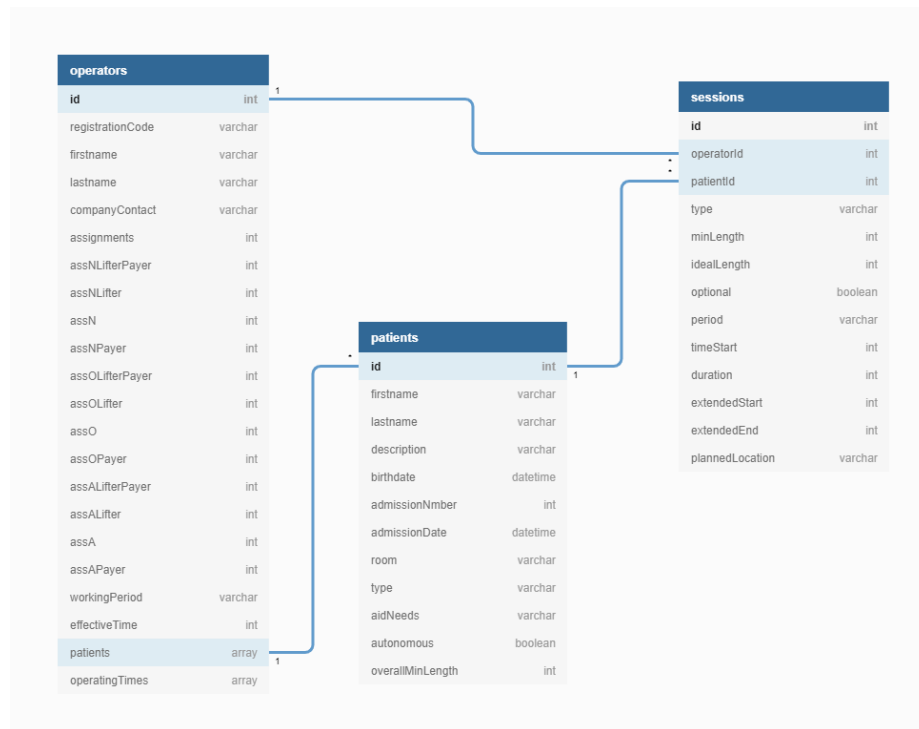 operators
id int
registrationCode varchar
firstname varchar
lastname varchar
companyContact varchar
assignments int
assNLifterPayer int
assNLifter int
assN int
assNPayer int
assOLifterPayer int
assOLifter int
assO int
assOPayer int
assALifterPayer int
assALifter int
assA int
assAPayer int
workingPeriod varchar
effectiveTime int
patients array
operatingTimes array
1
1
*
patients
id int
firstname varchar
lastname varchar
description varchar
birthdate datetime
admissionNmber int
admissionDate datetime
room varchar
type varchar
aidNeeds varchar
autonomous boolean
overallMinLength int
1
*
*
sessions
id int
operatorId int
patientId int
type varchar
minLength int
idealLength int
optional boolean
period varchar
timeStart int
duration int
extendedStart int
extendedEnd int
plannedLocation varchar